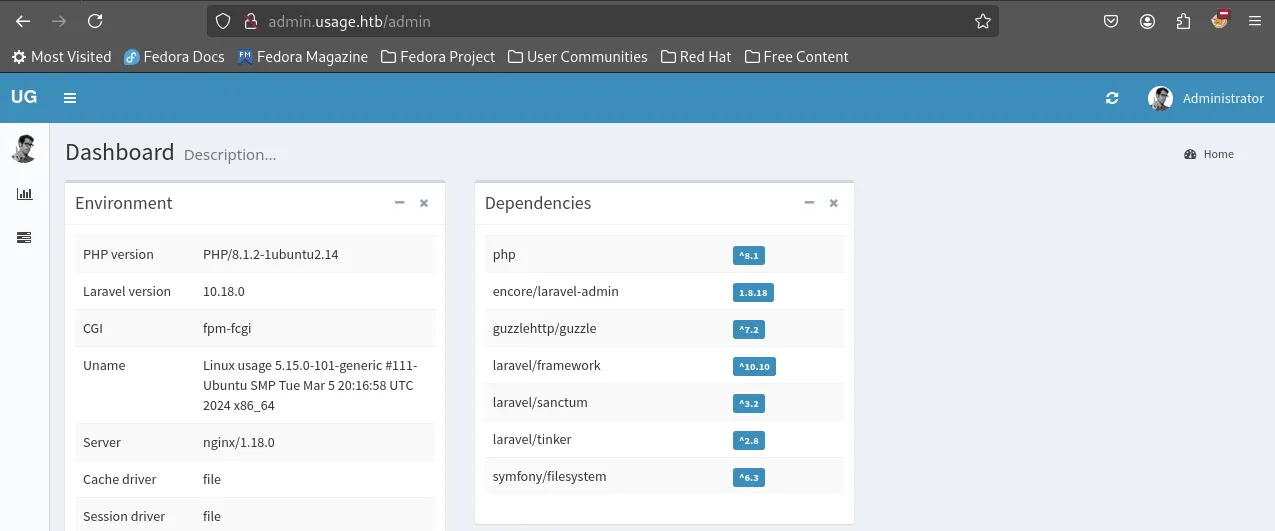 admin.usage.htb/admin
Most Visited Fedora Docs FM Fedora Magazine Fedora Project User Communities Red Hat Free Content
UG Administrator
Dashboard Description... Home
Environment
PHP version PHP/8.1.2-1ubuntu2.14
Laravel version 10.18.0
CGI fpm-fcgi
Uname Linux usage 5.15.0-101-generic #111-
Ubuntu SMP Tue Mar 5 20:16:58 UTC
2024 x86_64
Server nginx/1.18.0
Cache driver file
Session driver file
Dependencies
php ^8.1
encore/laravel-admin 1.8.18
guzzlehttp/guzzle ^7.2
laravel/framework ^10.10
laravel/sanctum ^3.2
laravel/tinker ^2.8
symfony/filesystem ^6.3